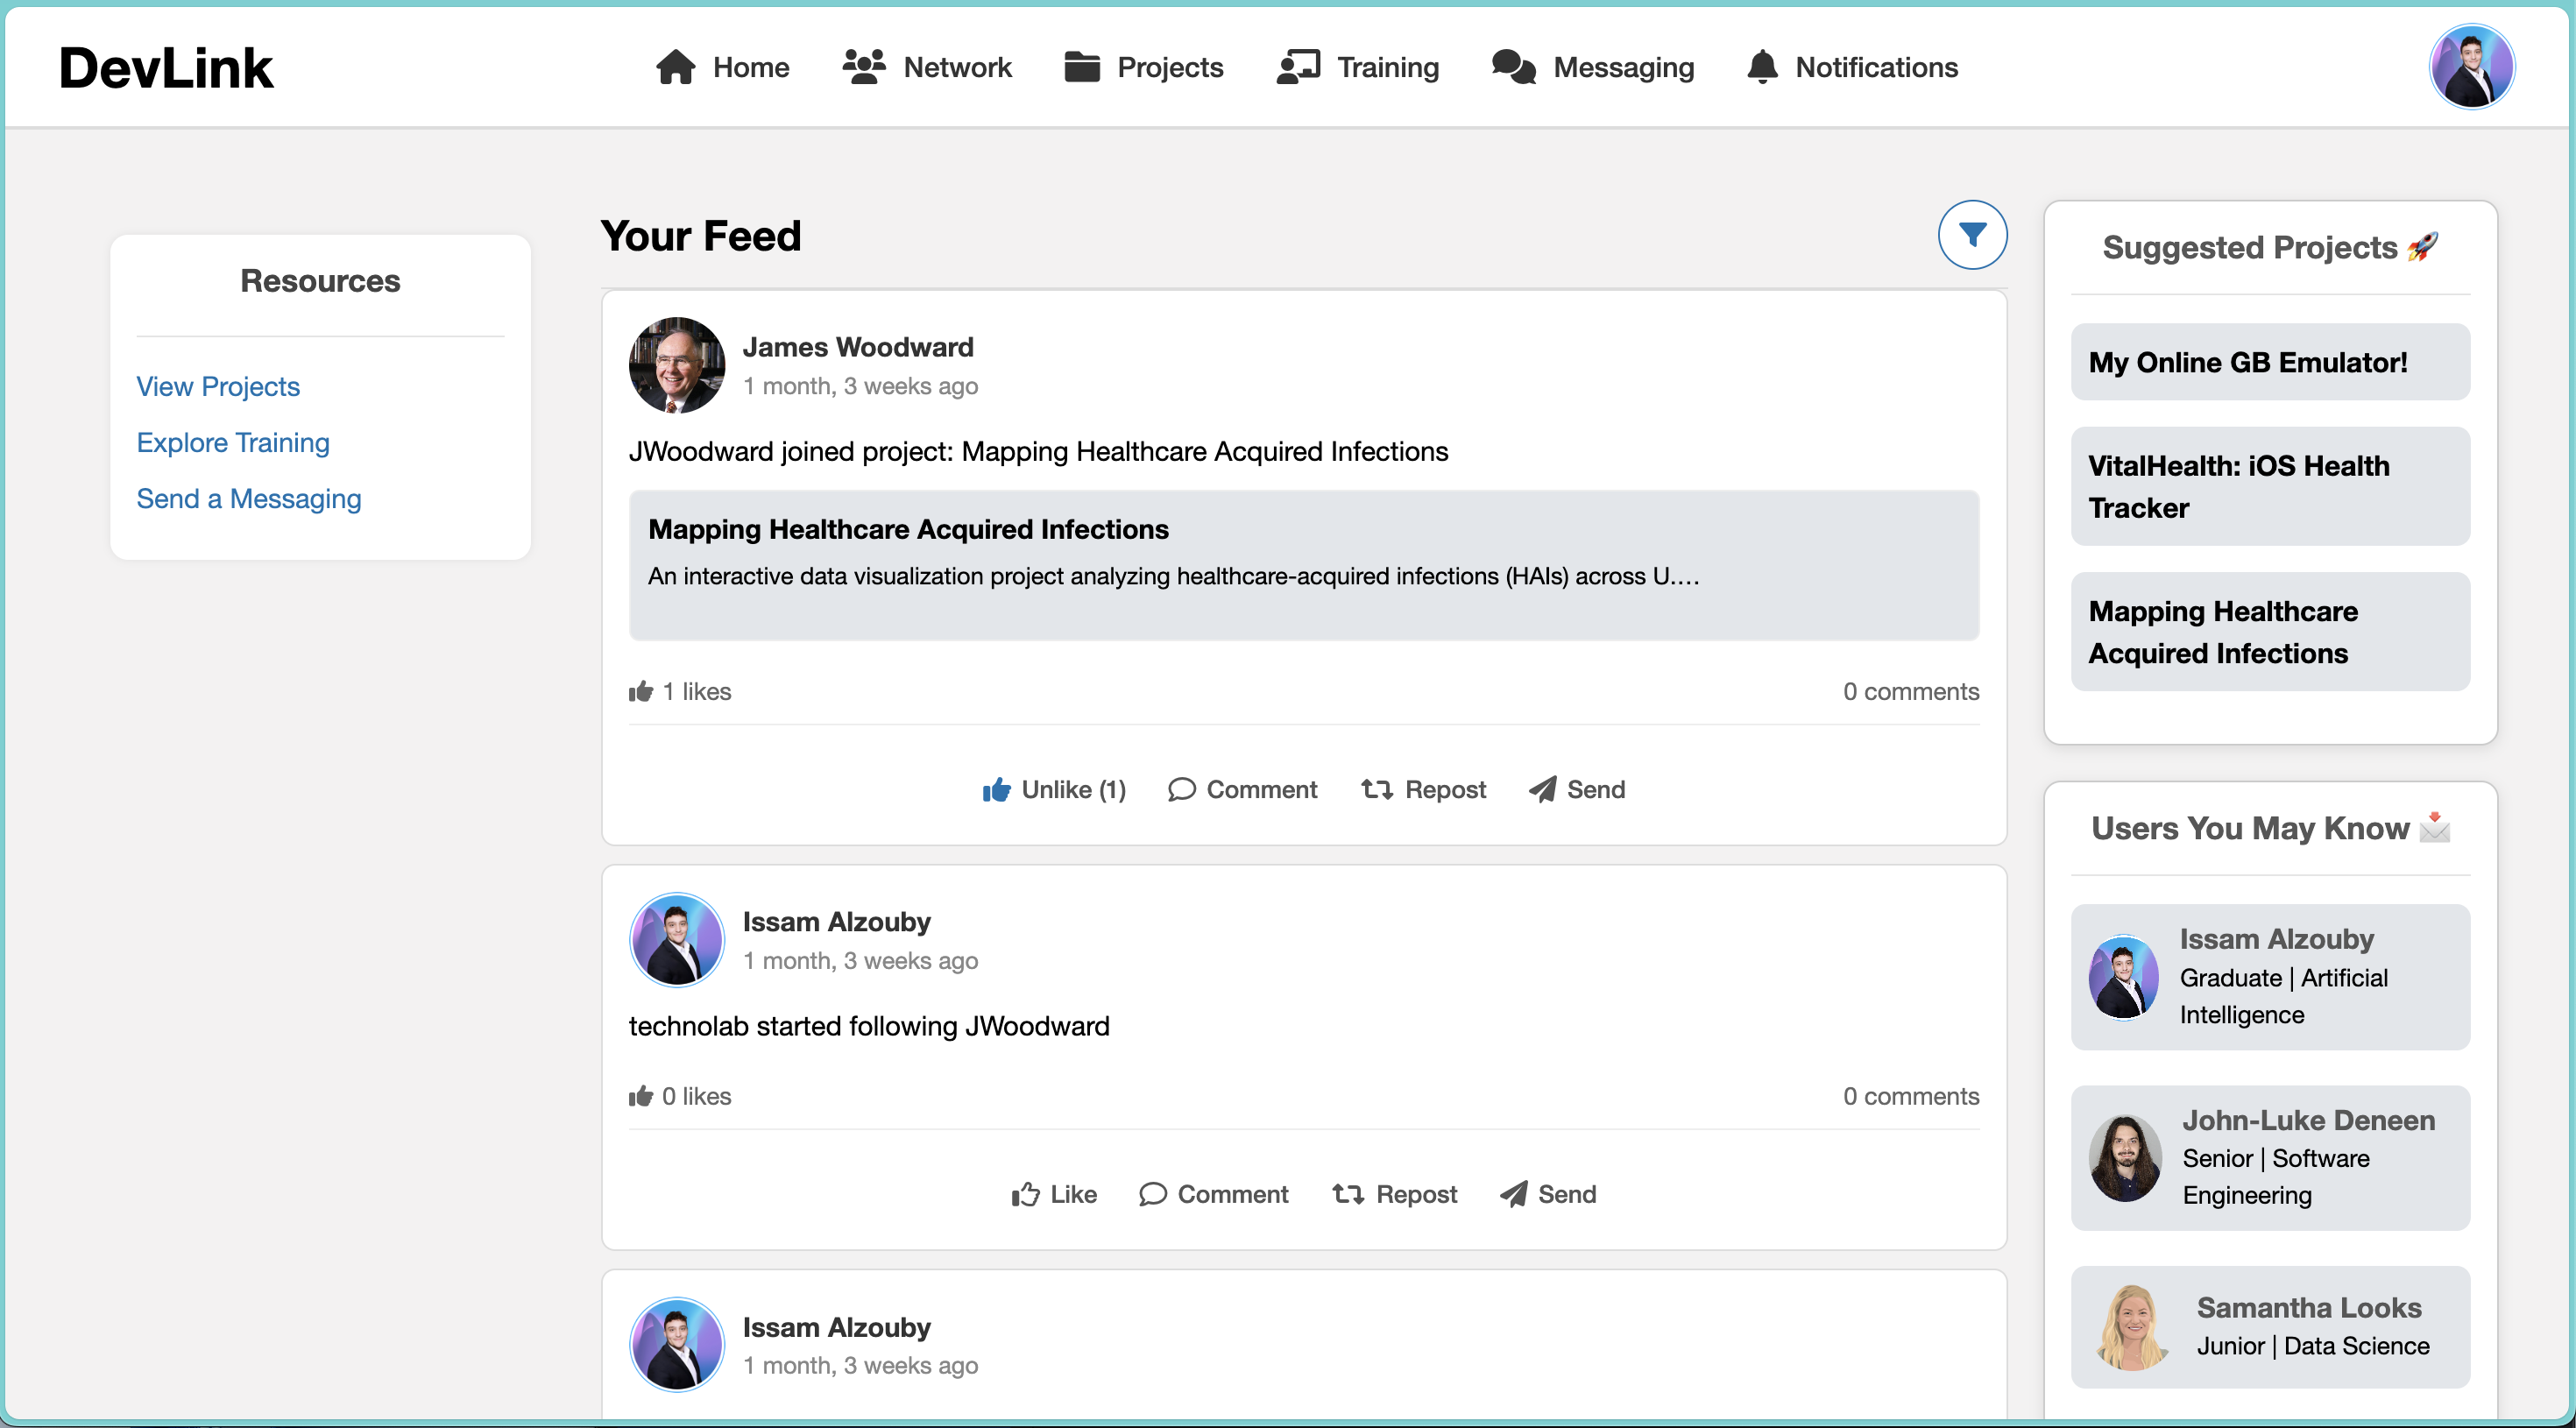 DevLink
Home
Network
Projects
Training
Messaging
Notifications
Resources
View Projects
Explore Training
Send a Messaging
Your Feed
James Woodward
1 month, 3 weeks ago
JWoodward joined project: Mapping Healthcare Acquired Infections
Mapping Healthcare Acquired Infections
An interactive data visualization project analyzing healthcare-acquired infections (HAIs) across U.…
1 likes
0 comments
Unlike (1)
Comment
Repost
Send
Issam Alzouby
1 month, 3 weeks ago
technolab started following JWoodward
0 likes
0 comments
Like
Comment
Repost
Send
Issam Alzouby
1 month, 3 weeks ago
Suggested Projects 🚀
My Online GB Emulator!
VitalHealth: iOS Health
Tracker
Mapping Healthcare
Acquired Infections
Users You May Know 📩
Issam Alzouby
Graduate | Artificial
Intelligence
John-Luke Deneen
Senior | Software
Engineering
Samantha Looks
Junior | Data Science